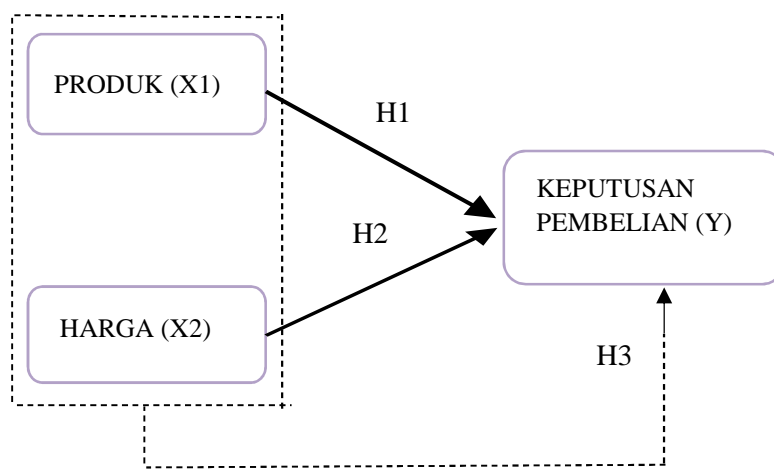 PRODUK (X1)
H1
KEPUTUSAN
PEMBELIAN (Y)
H2
HARGA (X2)
H3